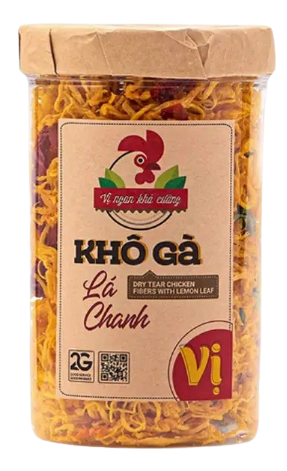 Vị ngon khó cưỡng
KHÔ GÀ
Lá
Chanh
DRY TEAR CHICKEN
FIBERS WITH LEMON LEAF
2G
Vị